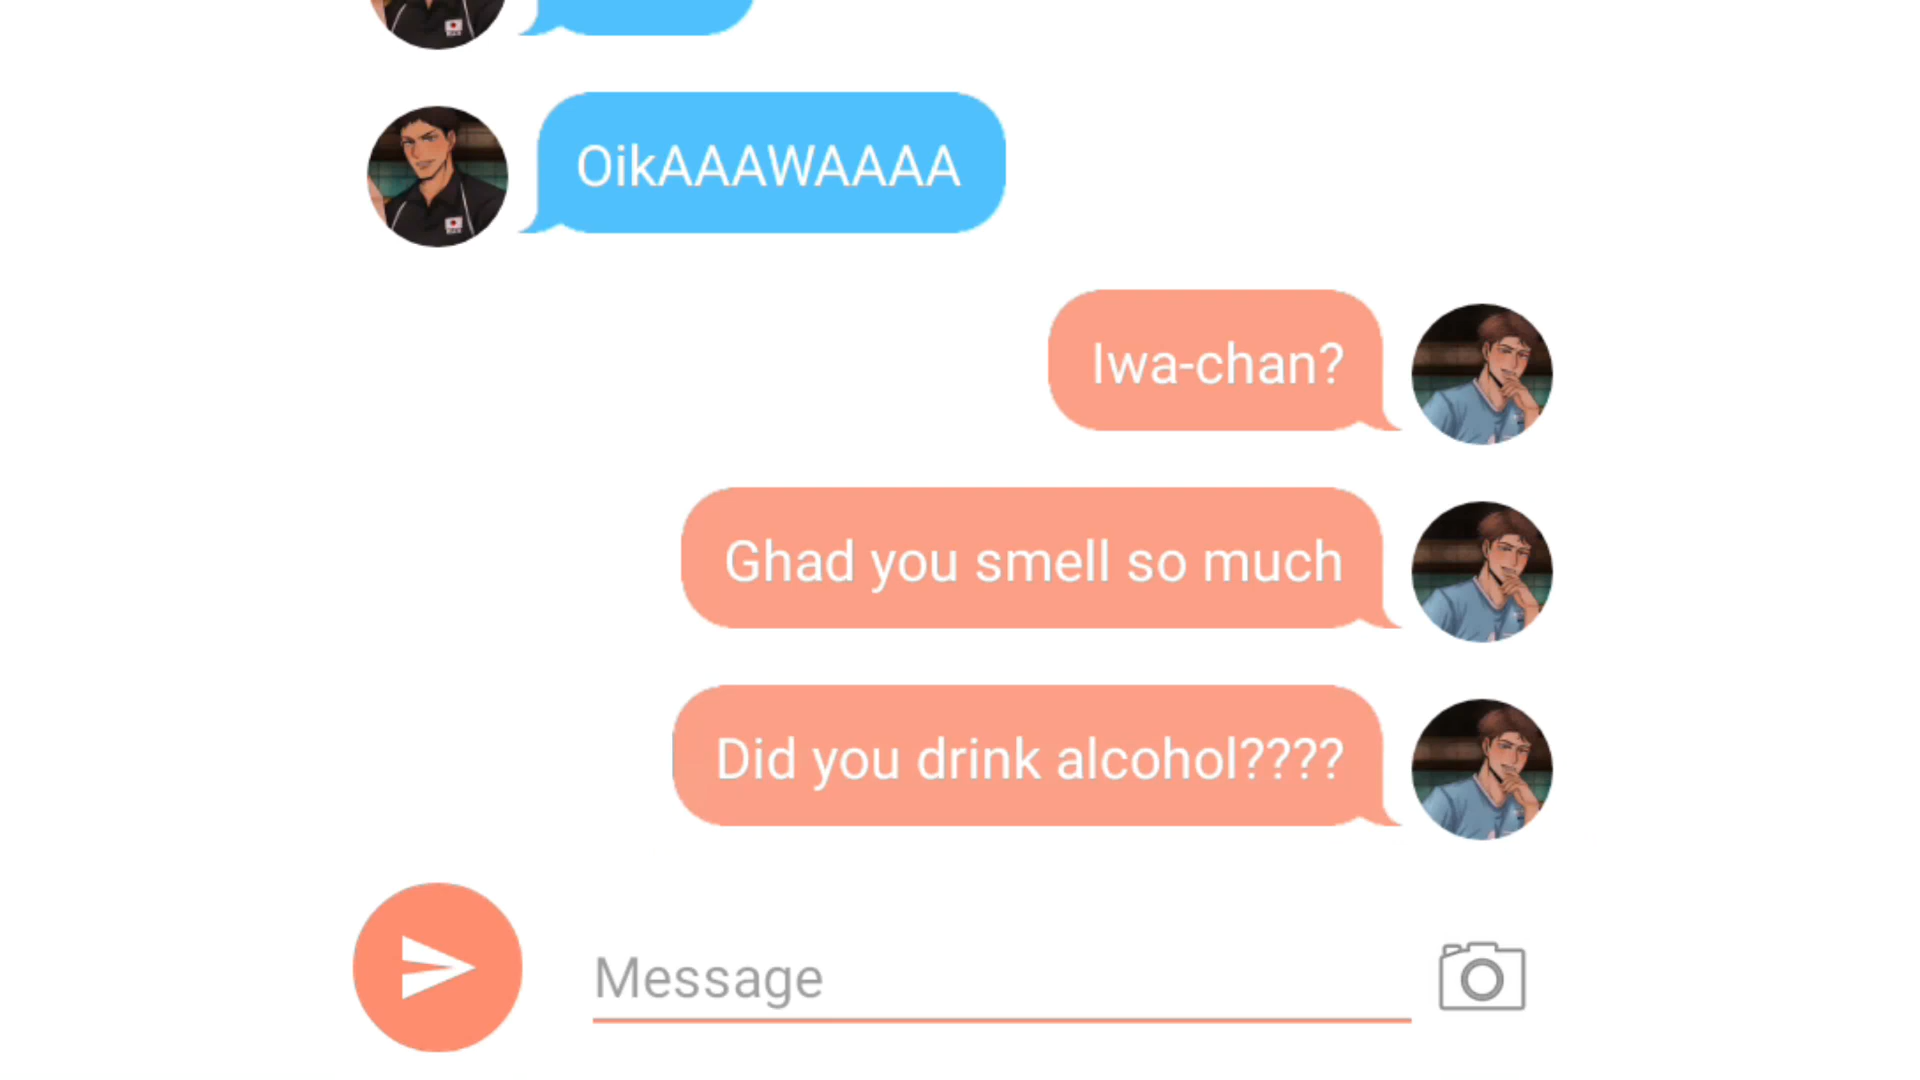 OikAAAWAAAA
Iwa-chan?
Ghad you smell so much
Did you drink alcohol????
Message